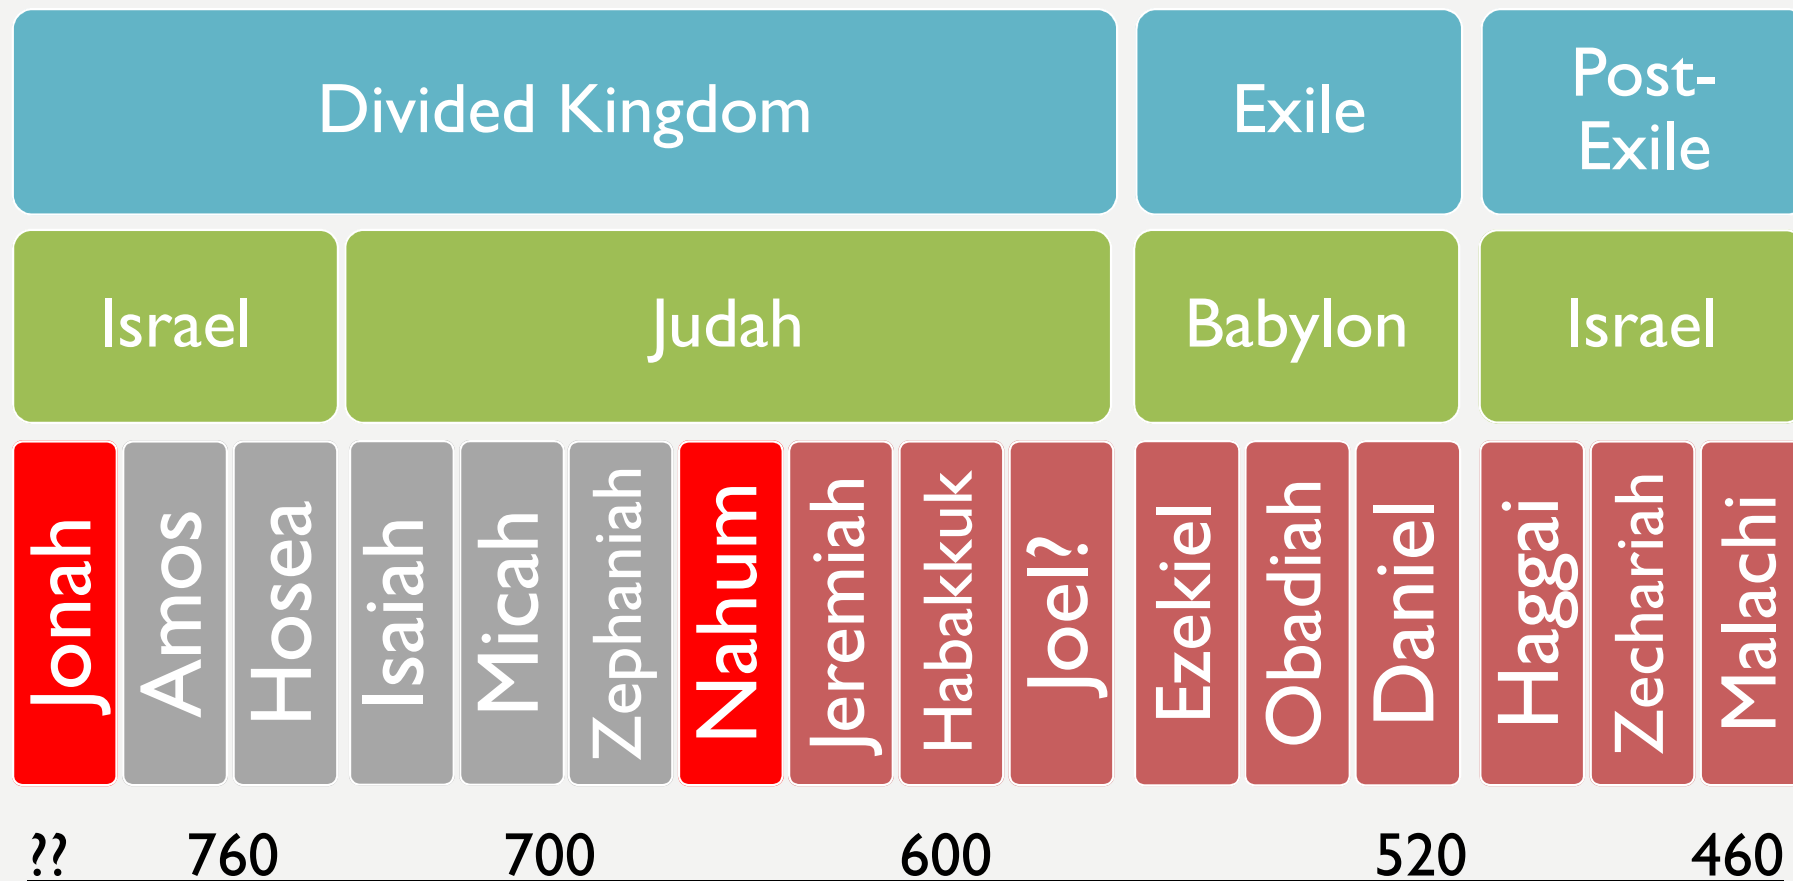 Divided Kingdom
Exile
Post-
Exile
Israel
Judah
Babylon
Israel
Jonah
Amos
Hosea
Isaiah
Micah
Zephaniah
Nahum
Jeremiah
Habakkuk
Joel?
Ezekiel
Obadiah
Daniel
Haggai
Zechariah
Malachi
?? 760 700 600 520 460